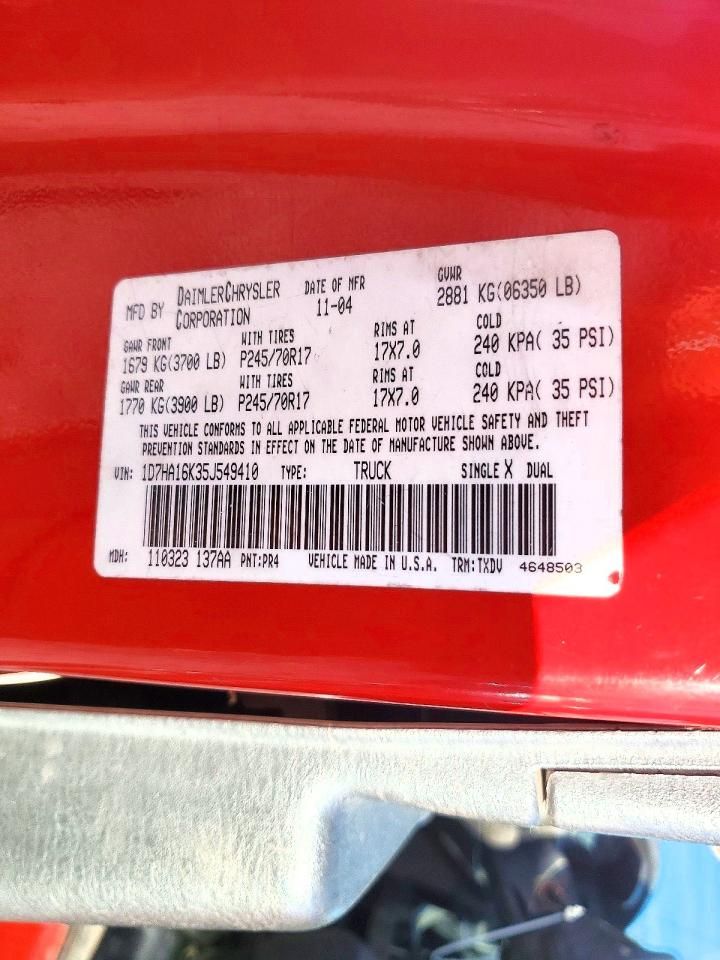 MFD BY DAIMLERCHRYSLER CORPORATION DATE OF MFR 11-04 GVWR 2881 KG(06350 LB)
GAWR FRONT WITH TIRES RIMS AT COLD
1679 KG(3700 LB) P245/70R17 17X7.0 240 KPA( 35 PSI)
GAWR REAR WITH TIRES RIMS AT COLD
1770 KG(3900 LB) P245/70R17 17X7.0 240 KPA( 35 PSI)
THIS VEHICLE CONFORMS TO ALL APPLICABLE FEDERAL MOTOR VEHICLE SAFETY AND THEFT
PREVENTION STANDARDS IN EFFECT ON THE DATE OF MANUFACTURE SHOWN ABOVE.
VIN: 1D7HA16K35J549410 TYPE: TRUCK SINGLE X DUAL
MDH: 110323 137AA PNT:PR4 VEHICLE MADE IN U.S.A. TRM:TXDV 4648503